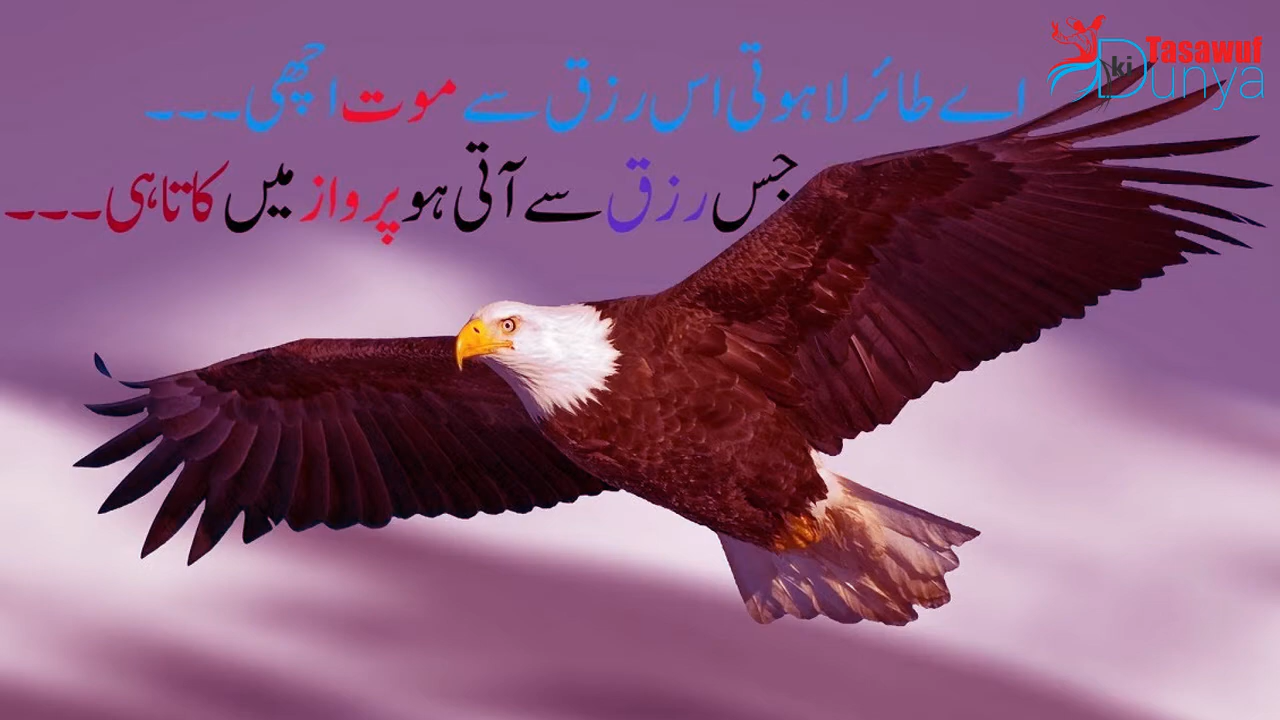 Tasawuf
ki
Dunya
اے طائر لاہوتی اس رزق سے موت اچھی۔۔۔
جس رزق سے آتی ہو پرواز میں کاتاہی۔۔۔